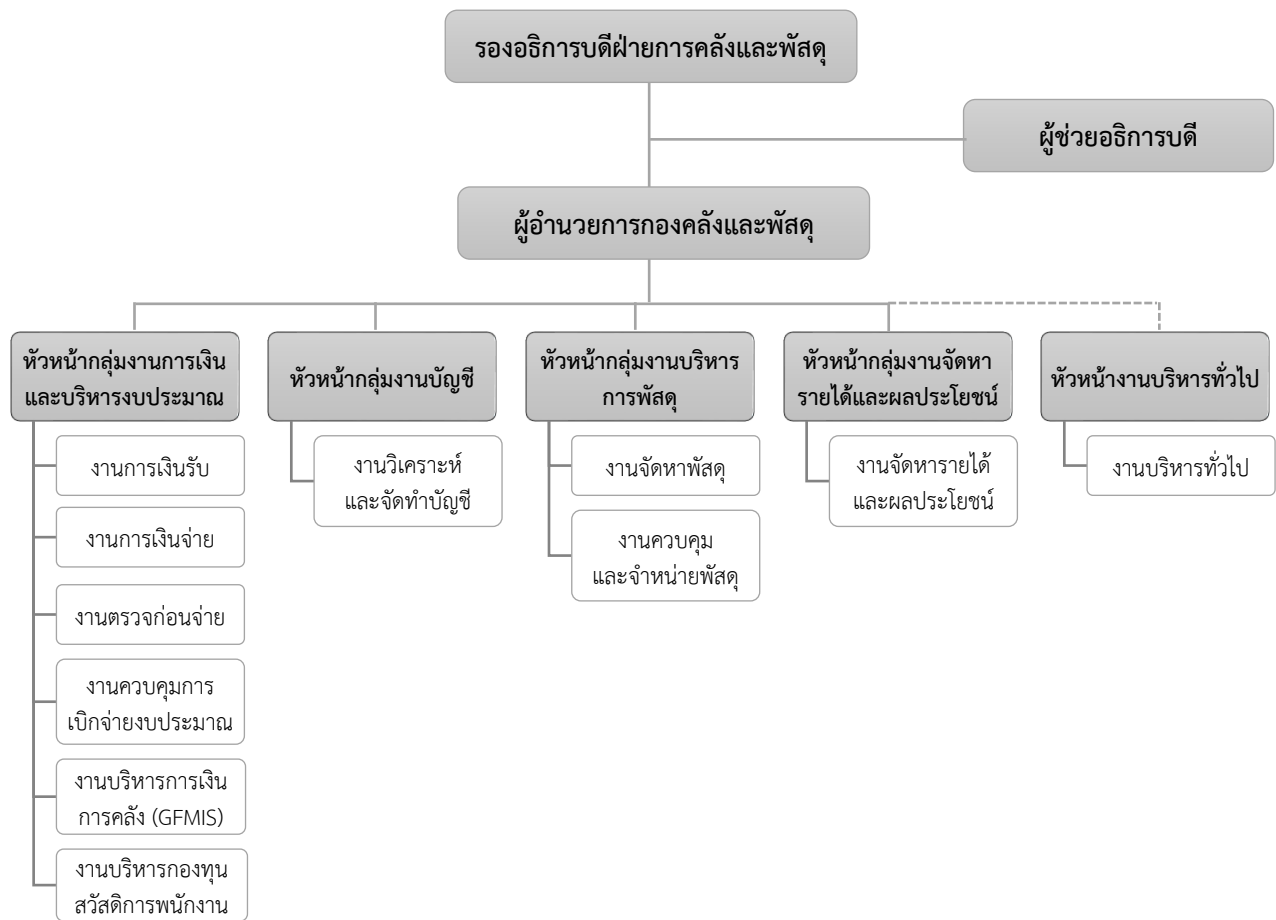 รองอธิการบดีฝ่ายการคลังและพัสดุ
ผู้ช่วยอธิการบดี
ผู้อำนวยการกองคลังและพัสดุ
หัวหน้ากลุ่มงานการเงิน
และบริหารงบประมาณ
งานการเงินรับ
งานการเงินจ่าย
งานตรวจก่อนจ่าย
งานควบคุมการ
เบิกจ่ายงบประมาณ
งานบริหารการเงิน
การคลัง (GFMIS)
งานบริหารกองทุน
สวัสดิการพนักงาน
หัวหน้ากลุ่มงานบัญชี
งานวิเคราะห์
และจัดทำบัญชี
หัวหน้ากลุ่มงานบริหาร
การพัสดุ
งานจัดหาพัสดุ
งานควบคุม
และจำหน่ายพัสดุ
หัวหน้ากลุ่มงานจัดหา
รายได้และผลประโยชน์
งานจัดหารายได้
และผลประโยชน์
หัวหน้างานบริหารทั่วไป
งานบริหารทั่วไป